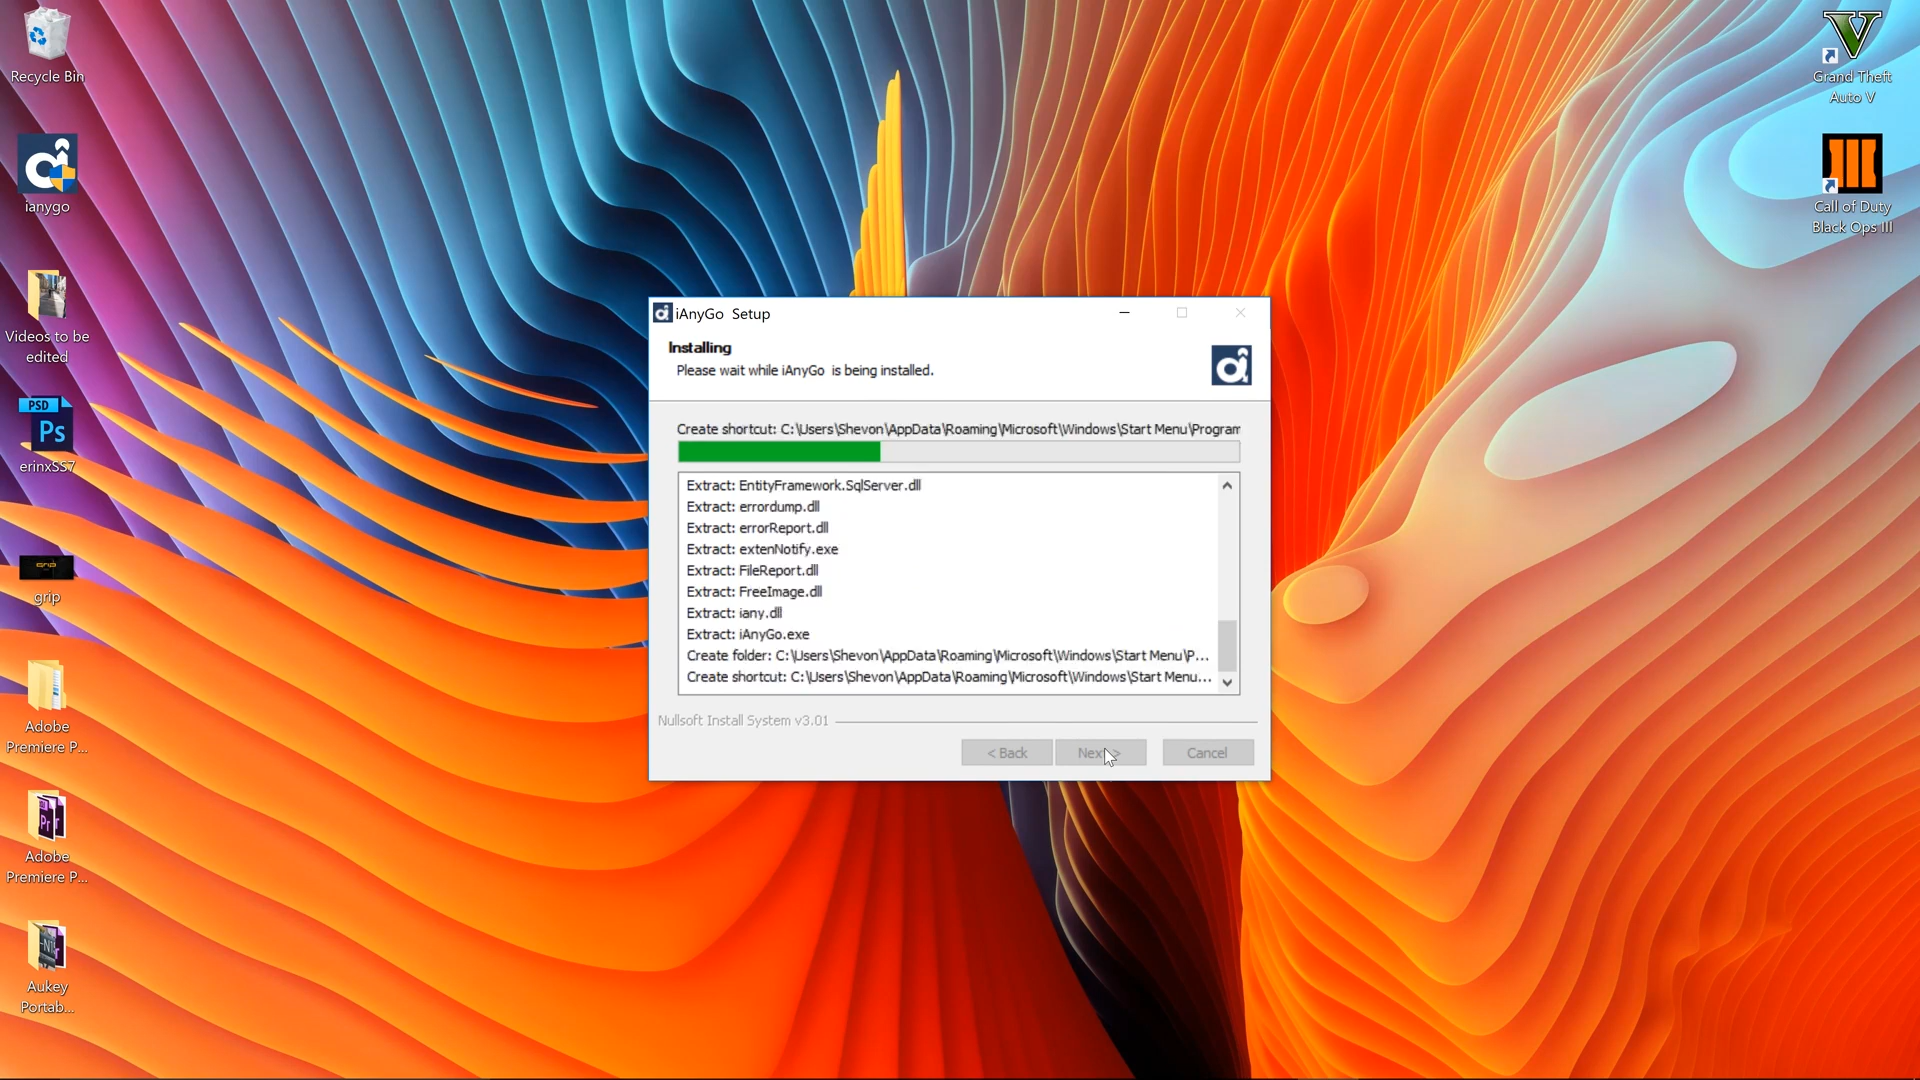 Recycle Bin
ianygo
Videos to be
edited
PSD
Ps
erinxSS7
grip
grip
Adobe
Premiere P...
Pr
Adobe
Premiere P...
Aukey
Portab...
Grand Theft
Auto V
III
Call of Duty
Black Ops III
iAnyGo Setup
Installing
Please wait while iAnyGo is being installed.
Create shortcut: C:\Users\Shevon\AppData\Roaming\Microsoft\Windows\Start Menu\Program
Extract: EntityFramework.SqlServer.dll
Extract: errordump.dll
Extract: errorReport.dll
Extract: extenNotify.exe
Extract: FileReport.dll
Extract: FreeImage.dll
Extract: iany.dll
Extract: iAnyGo.exe
Create folder: C:\Users\Shevon\AppData\Roaming\Microsoft\Windows\Start Menu\P...
Create shortcut: C:\Users\Shevon\AppData\Roaming\Microsoft\Windows\Start Menu...
Nullsoft Install System v3.01
< Back
Next >
Cancel